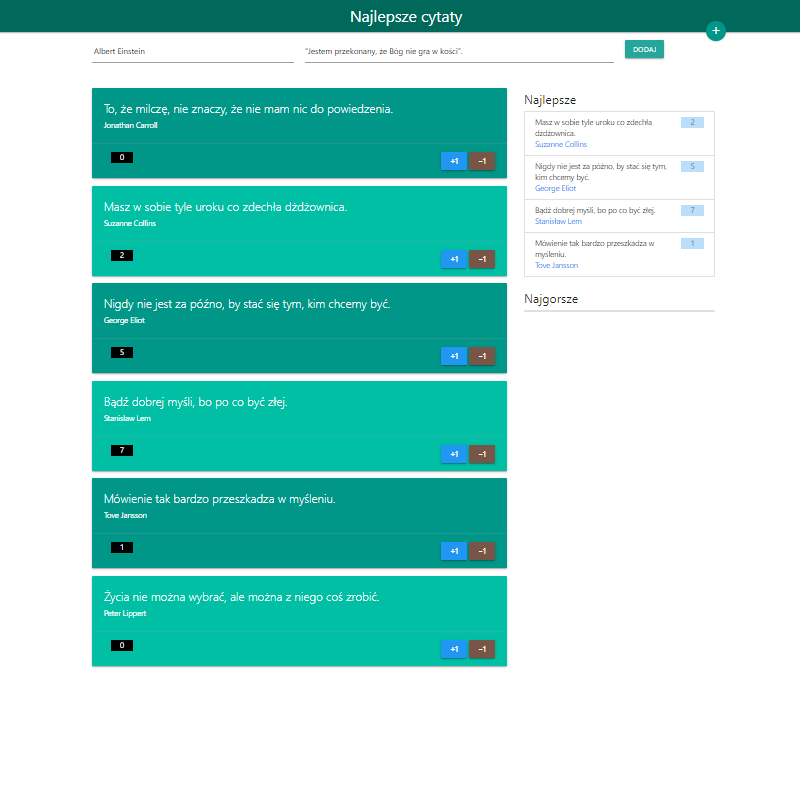 Najlepsze cytaty
+
Albert Einstein
"Jestem przekonany, że Bóg nie gra w kości".
DODAJ
To, że milczę, nie znaczy, że nie mam nic do powiedzenia.
Jonathan Carroll
0
+1
−1
Masz w sobie tyle uroku co zdechła dżdżownica.
Suzanne Collins
2
+1
−1
Nigdy nie jest za późno, by stać się tym, kim chcemy być.
George Eliot
5
+1
−1
Bądź dobrej myśli, bo po co być złej.
Stanisław Lem
7
+1
−1
Mówienie tak bardzo przeszkadza w myśleniu.
Tove Jansson
1
+1
−1
Życia nie można wybrać, ale można z niego coś zrobić.
Peter Lippert
0
+1
−1
Najlepsze
Masz w sobie tyle uroku co zdechła
dżdżownica.
2
Suzanne Collins
Nigdy nie jest za późno, by stać się tym,
kim chcemy być.
5
George Eliot
Bądź dobrej myśli, bo po co być złej.
7
Stanisław Lem
Mówienie tak bardzo przeszkadza w
myśleniu.
1
Tove Jansson
Najgorsze